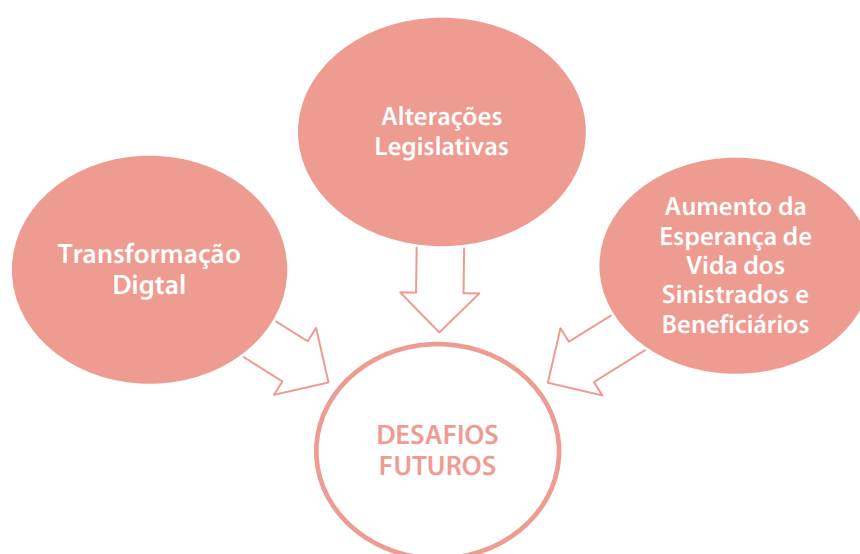 Alterações
Legislativas
Transformação
Digtal
Aumento da
Esperança de
Vida dos
Sinistrados e
Beneficiários
DESAFIOS
FUTUROS